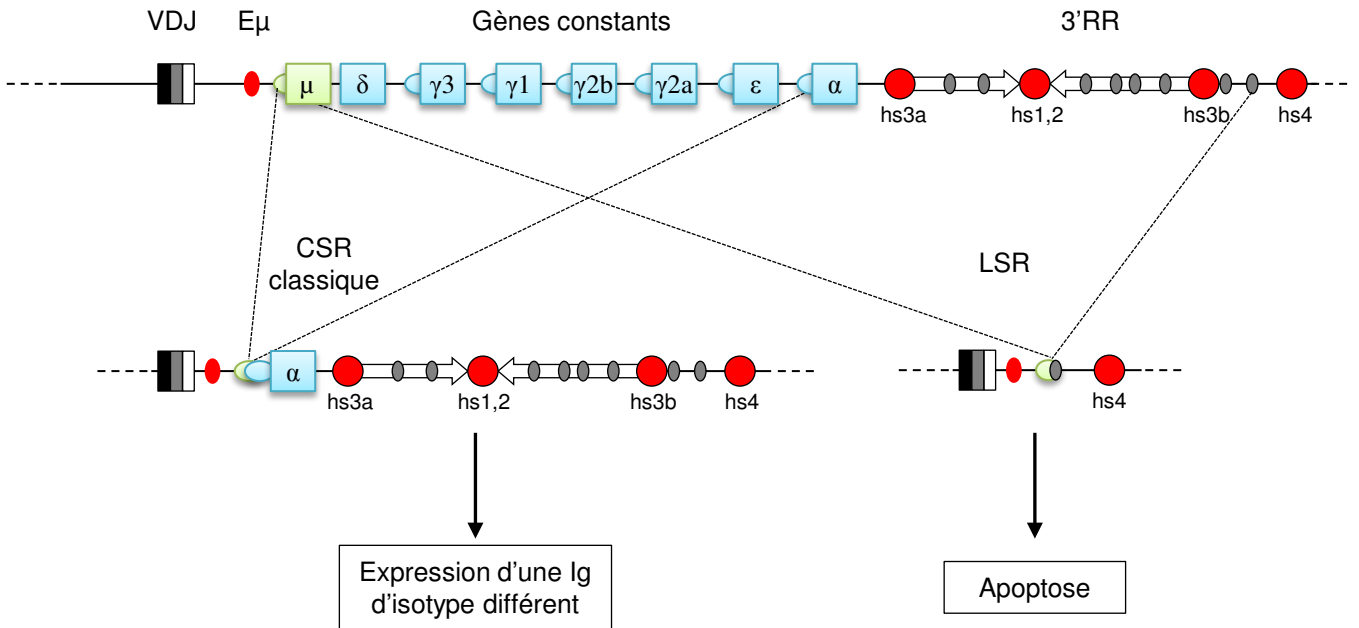 VDJ Eμ Gènes constants 3’RR
μ δ γ3 γ1 γ2b γ2a ε α
hs3a hs1,2 hs3b hs4
CSR
classique
LSR
α
hs3a hs1,2 hs3b hs4
hs4
Expression d’une Ig
d’isotype différent
Apoptose